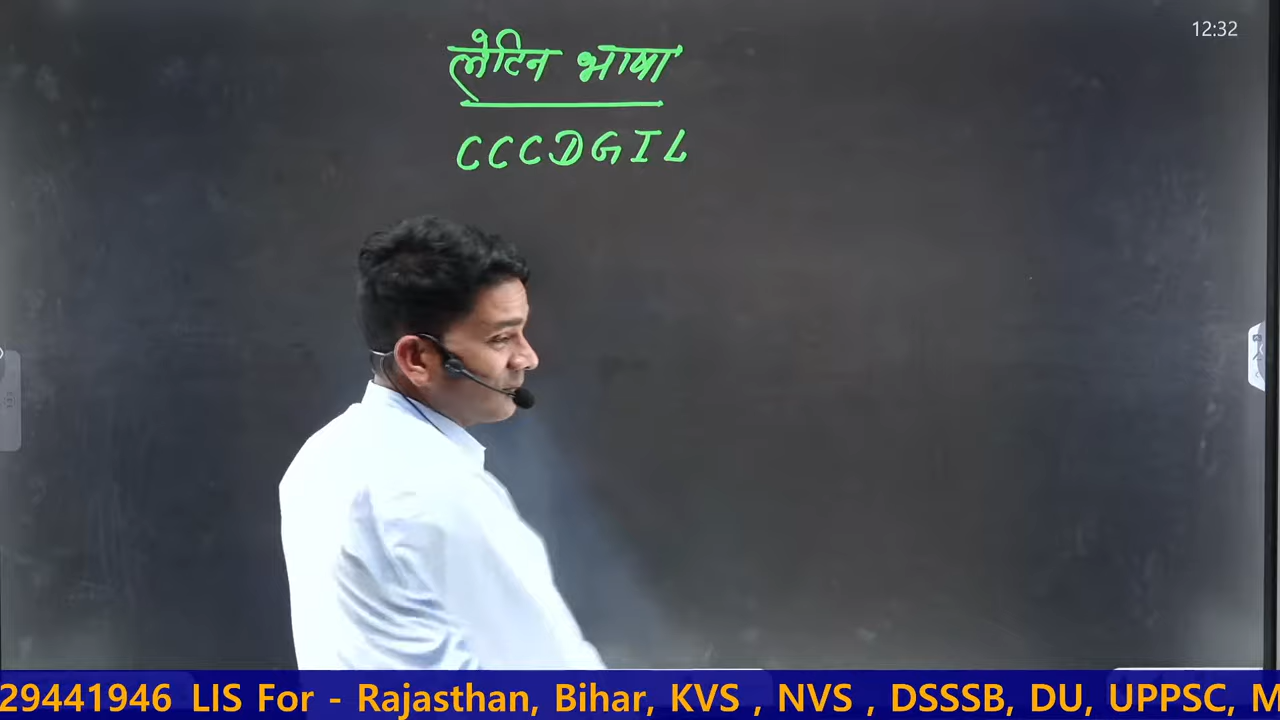 12:32
लेटिन भाषा
CCCDGIL
29441946 LIS For - Rajasthan, Bihar, KVS , NVS , DSSSB, DU, UPPSC, M